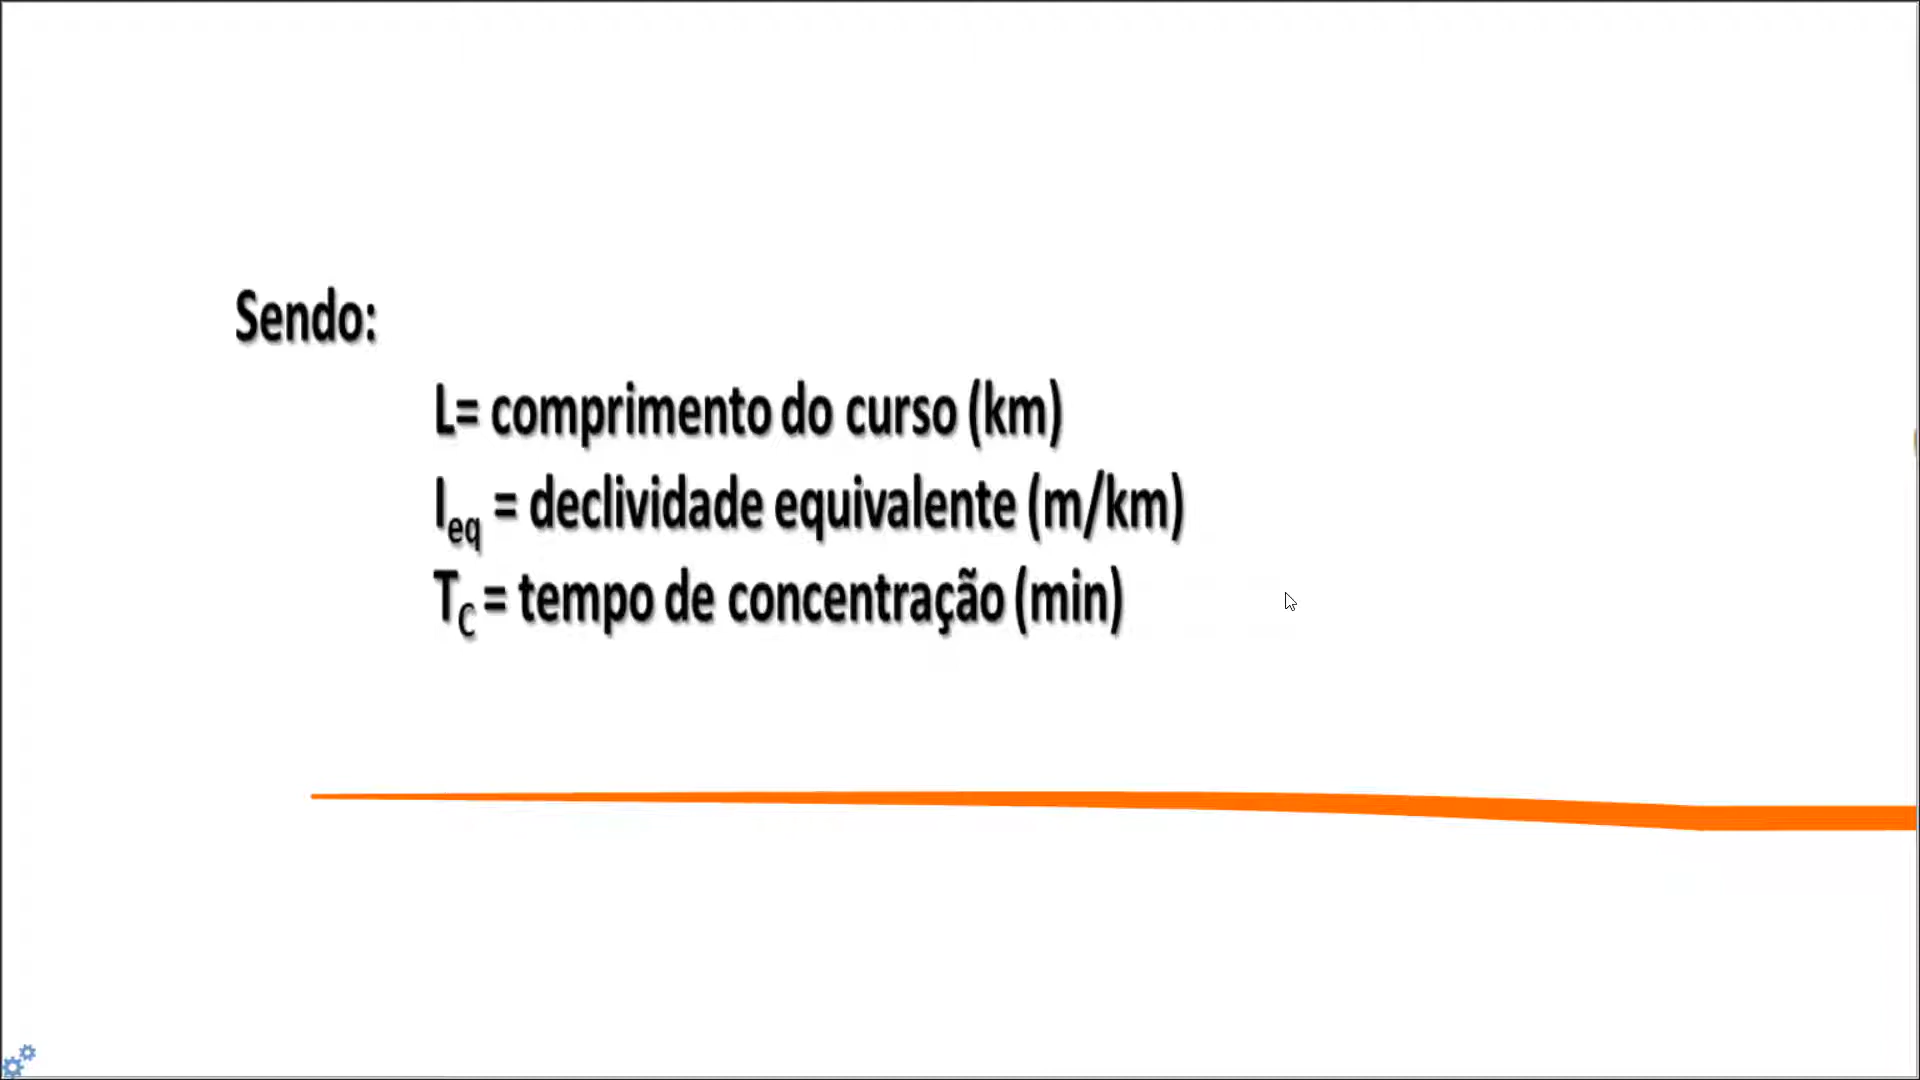 Sendo:
L= comprimento do curso (km)
Ieq = declividade equivalente (m/km)
TC = tempo de concentração (min)